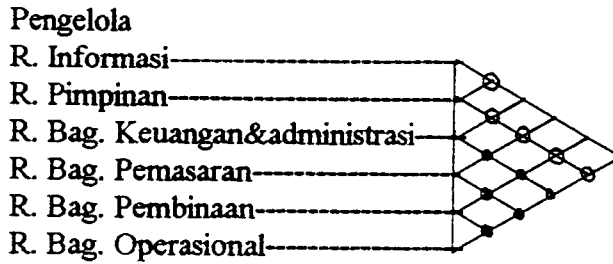 Pengelola
R. Informasi
R. Pimpinan
R. Bag. Keuangan&administrasi
R. Bag. Pemasaran
R. Bag. Pembinaan
R. Bag. Operasional